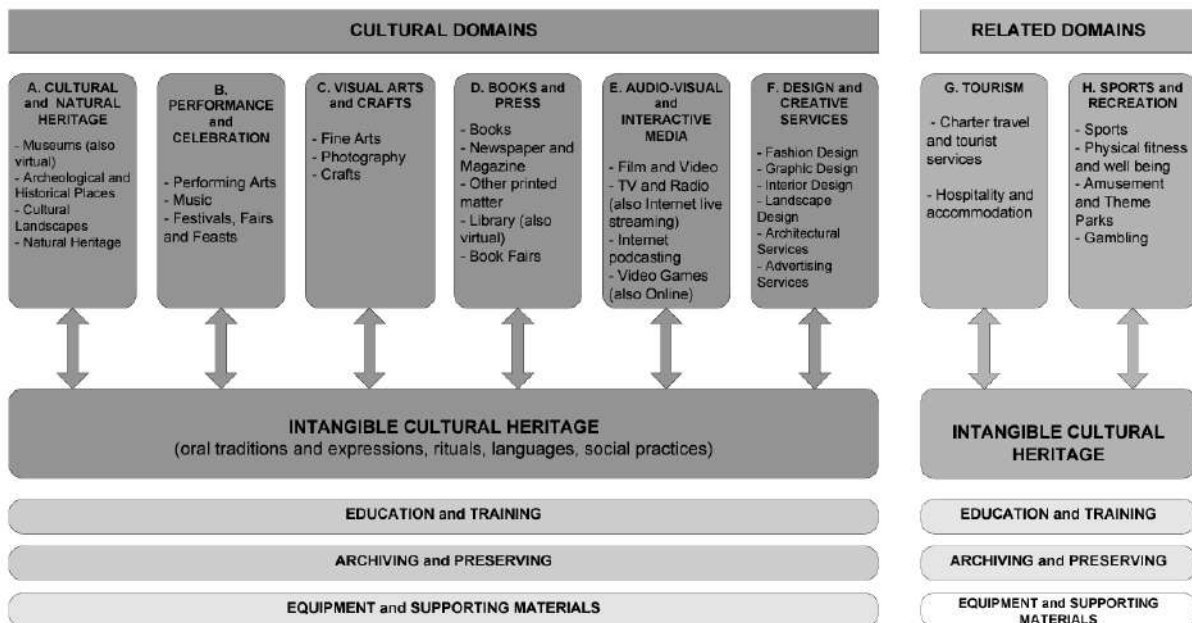 CULTURAL DOMAINS
RELATED DOMAINS
A. CULTURAL
and NATURAL
HERITAGE
- Museums (also
virtual)
- Archeological and
Historical Places
- Cultural
Landscapes
- Natural Heritage
B.
PERFORMANCE
and
CELEBRATION
- Performing Arts
- Music
- Festivals, Fairs
and Feasts
C. VISUAL ARTS
and CRAFTS
- Fine Arts
- Photography
- Crafts
D. BOOKS and
PRESS
- Books
- Newspaper and
Magazine
- Other printed
matter
- Library (also
virtual)
- Book Fairs
E. AUDIO-VISUAL
and
INTERACTIVE
MEDIA
- Film and Video
- TV and Radio
(also Internet live
streaming)
- Internet
podcasting
- Video Games
(also Online)
F. DESIGN and
CREATIVE
SERVICES
- Fashion Design
- Graphic Design
- Interior Design
- Landscape
Design
- Architectural
Services
- Advertising
Services
G. TOURISM
- Charter travel
and tourist
services
- Hospitality and
accommodation
H. SPORTS and
RECREATION
- Sports
- Physical fitness
and well being
- Amusement
and Theme
Parks
- Gambling
INTANGIBLE CULTURAL HERITAGE
(oral traditions and expressions, rituals, languages, social practices)
INTANGIBLE CULTURAL
HERITAGE
EDUCATION and TRAINING
EDUCATION and TRAINING
ARCHIVING and PRESERVING
ARCHIVING and PRESERVING
EQUIPMENT and SUPPORTING MATERIALS
EQUIPMENT and SUPPORTING
MATERIALS